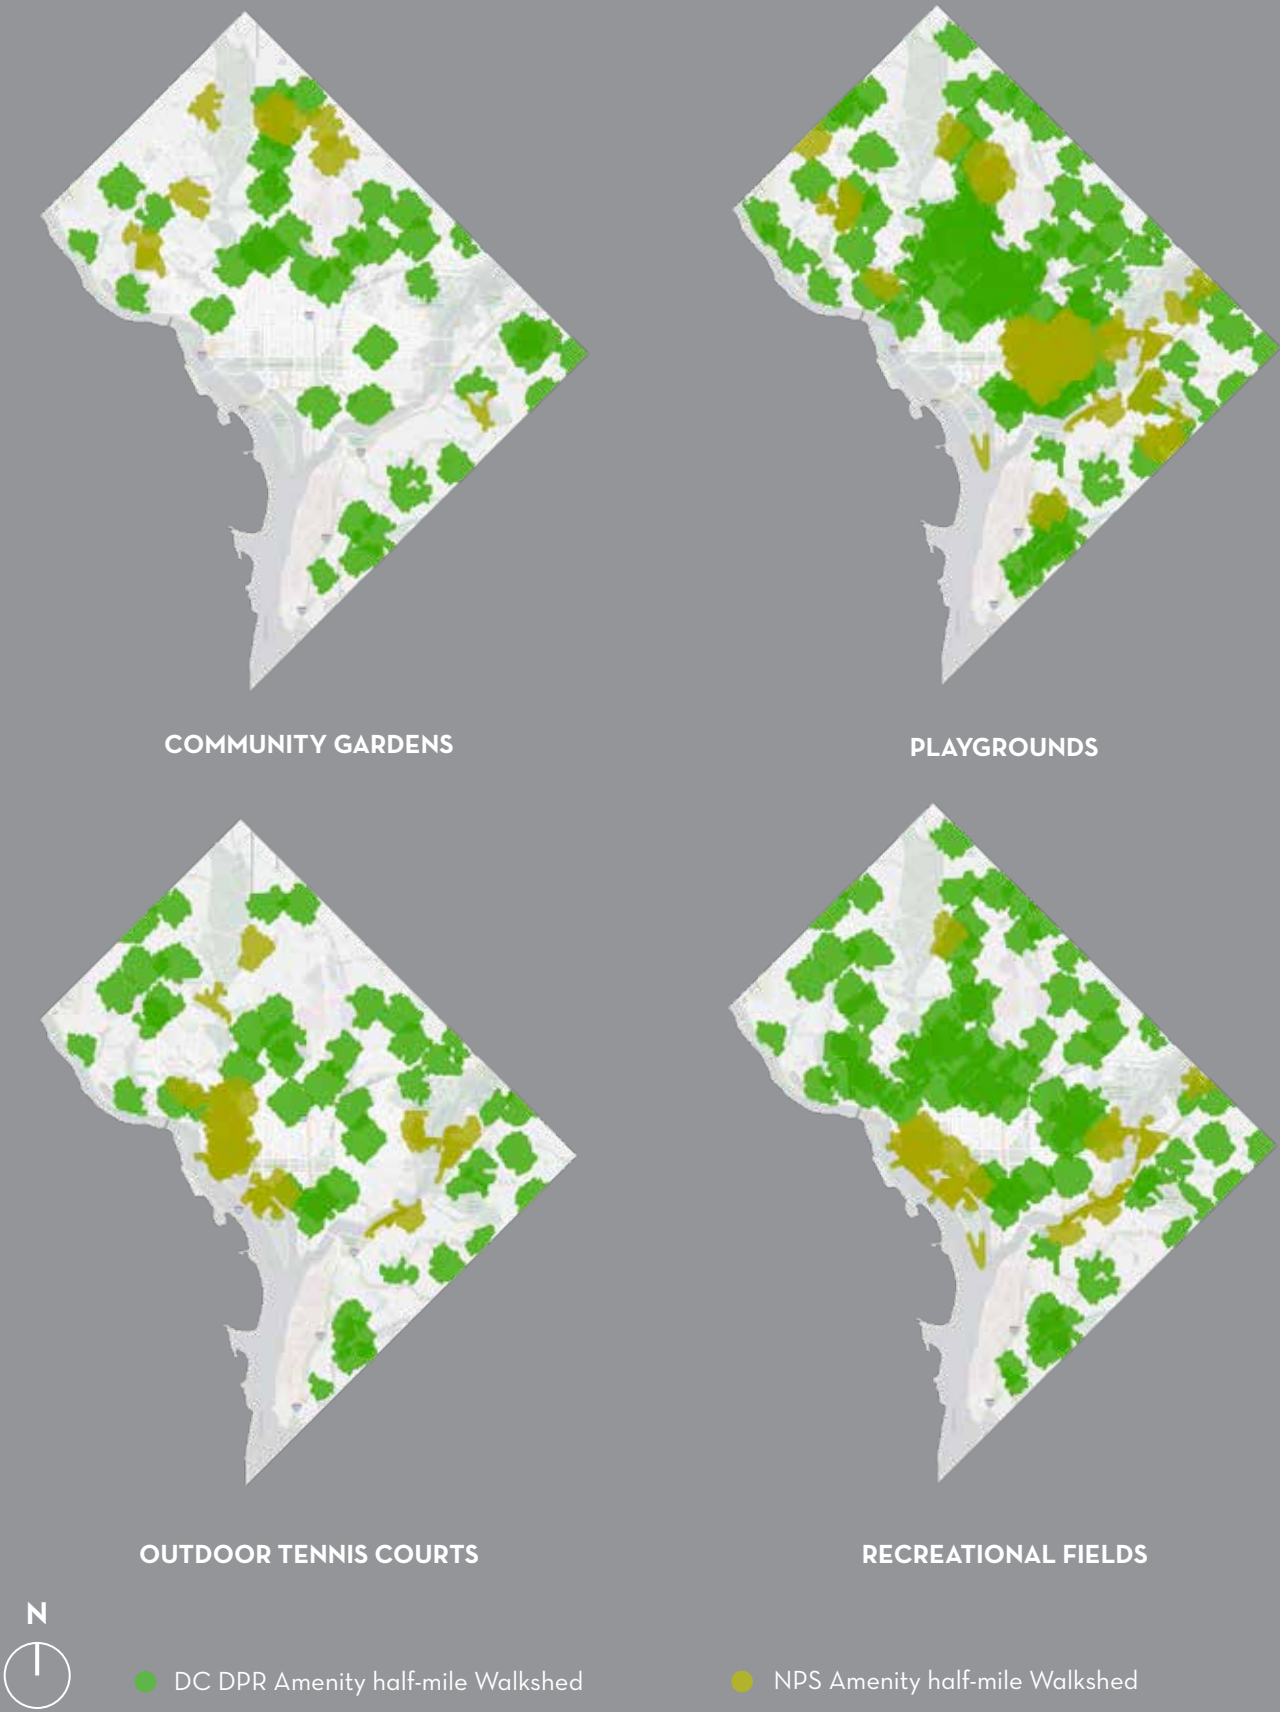 COMMUNITY GARDENS
PLAYGROUNDS
OUTDOOR TENNIS COURTS
RECREATIONAL FIELDS
N
DC DPR Amenity half-mile Walkshed
NPS Amenity half-mile Walkshed